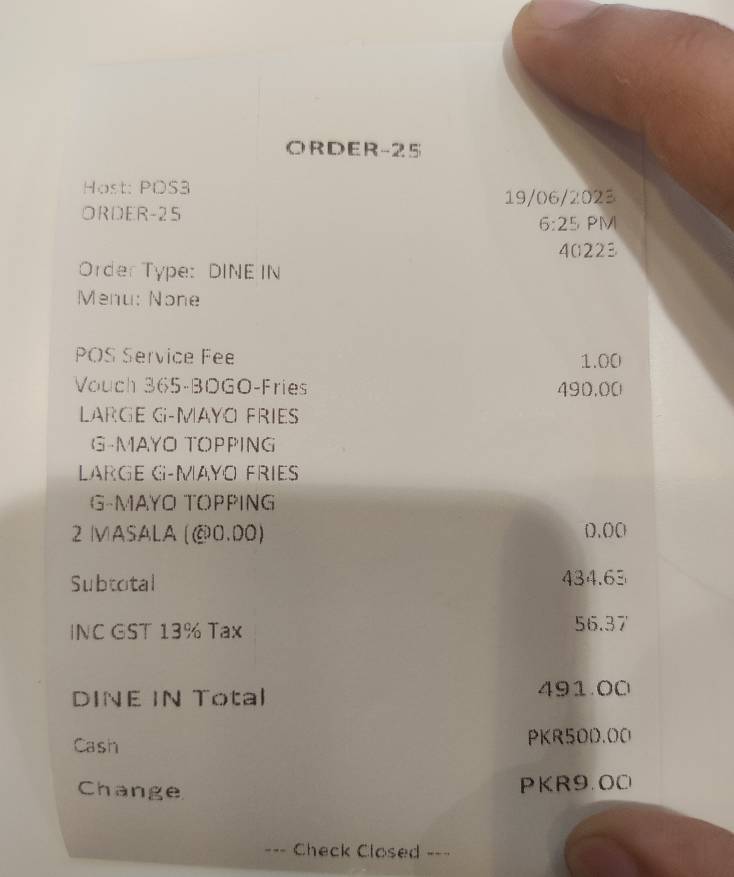 ORDER-25
Host: POS3 19/06/2023
ORDER-25 6:25 PM
40223
Order Type: DINE IN
Menu: None
POS Service Fee 1.00
Vouch 365-BOGO-Fries 490.00
LARGE G-MAYO FRIES
G-MAYO TOPPING
LARGE G-MAYO FRIES
G-MAYO TOPPING
2 MASALA (@0.00) 0.00
Subtotal 434.63
INC GST 13% Tax 56.37
DINE IN Total 491.00
Cash PKR500.00
Change PKR9.00
--- Check Closed ---